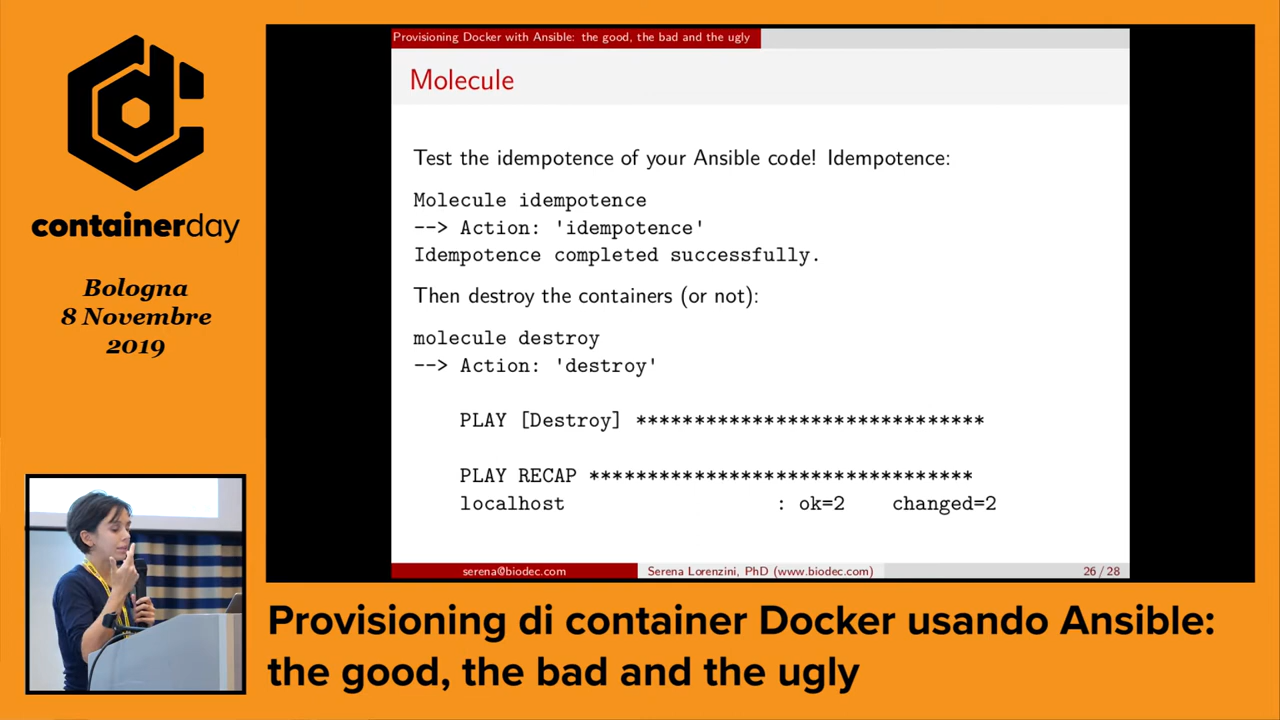 containerday
Bologna
8 Novembre
2019
Provisioning Docker with Ansible: the good, the bad and the ugly
Molecule
Test the idempotence of your Ansible code! Idempotence:
Molecule idempotence
--> Action: 'idempotence'
Idempotence completed successfully.
Then destroy the containers (or not):
molecule destroy
--> Action: 'destroy'
PLAY [Destroy] ******************************
PLAY RECAP *********************************
localhost : ok=2 changed=2
serena@biodec.com Serena Lorenzini, PhD (www.biodec.com) 26 / 28
Provisioning di container Docker usando Ansible:
the good, the bad and the ugly